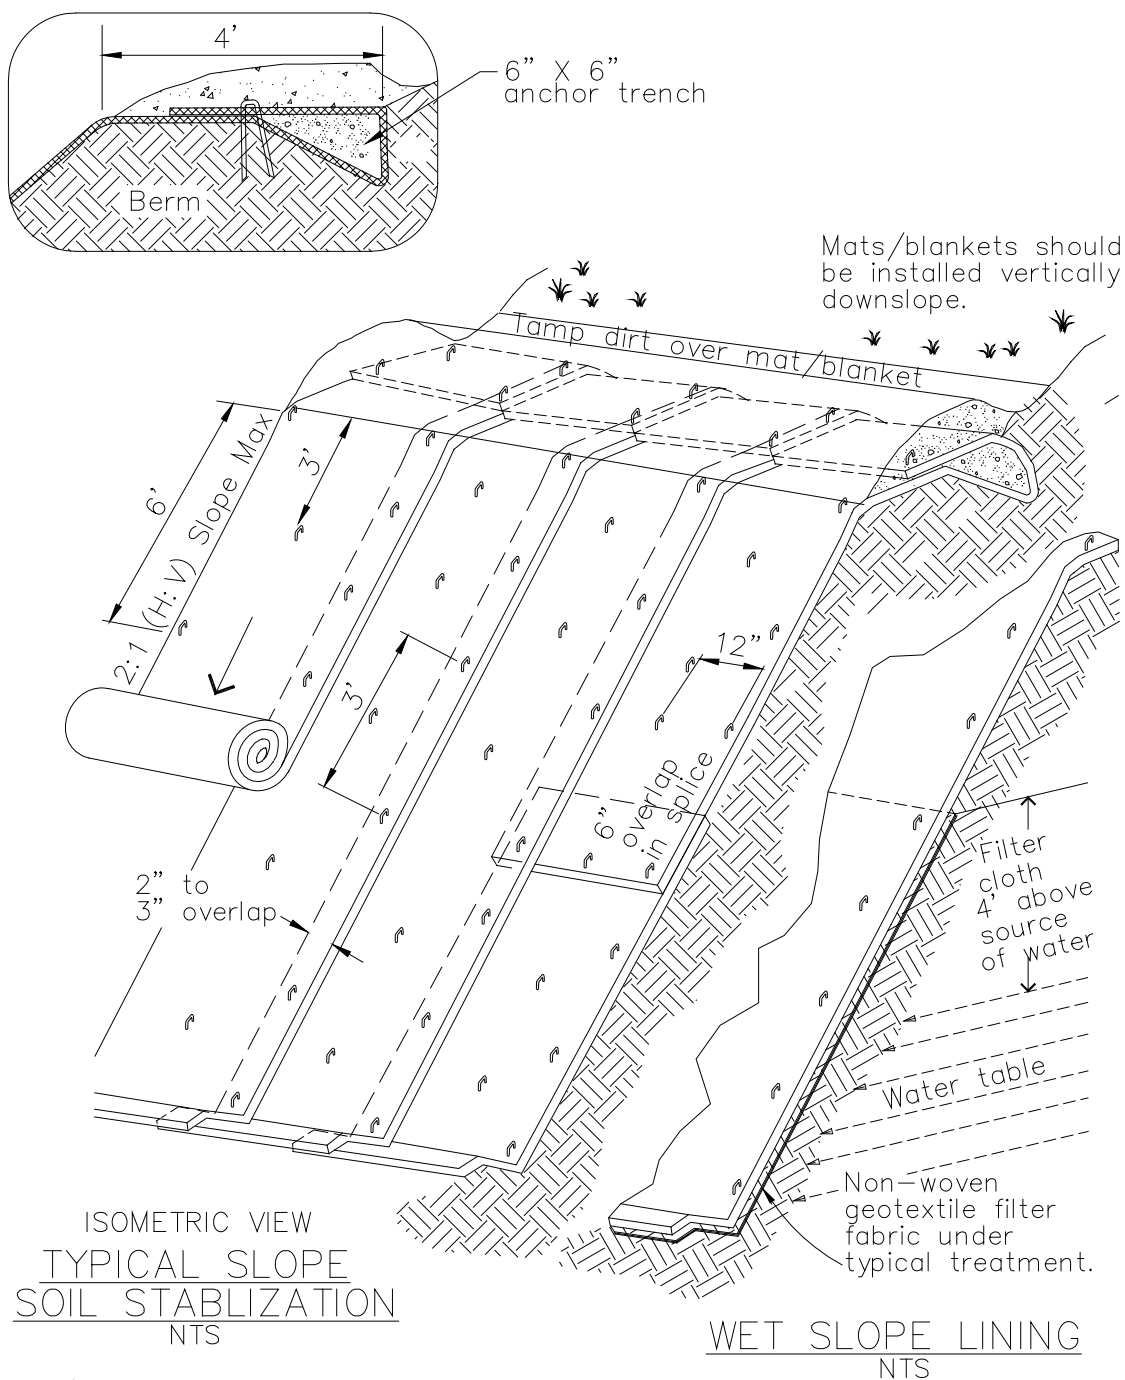 4'
6" X 6"
anchor trench
Berm
Mats/blankets should
be installed vertically
downslope.
Tamp dirt over mat/blanket
6'
3'
2:1 (H:V) Slope Max
12"
3'
6"
overlap
in splice
2" to
3" overlap
Filter
cloth
4' above
source
of water
Water table
Non-woven
geotextile filter
fabric under
typical treatment.
ISOMETRIC VIEW
TYPICAL SLOPE
SOIL STABLIZATION
NTS
WET SLOPE LINING
NTS